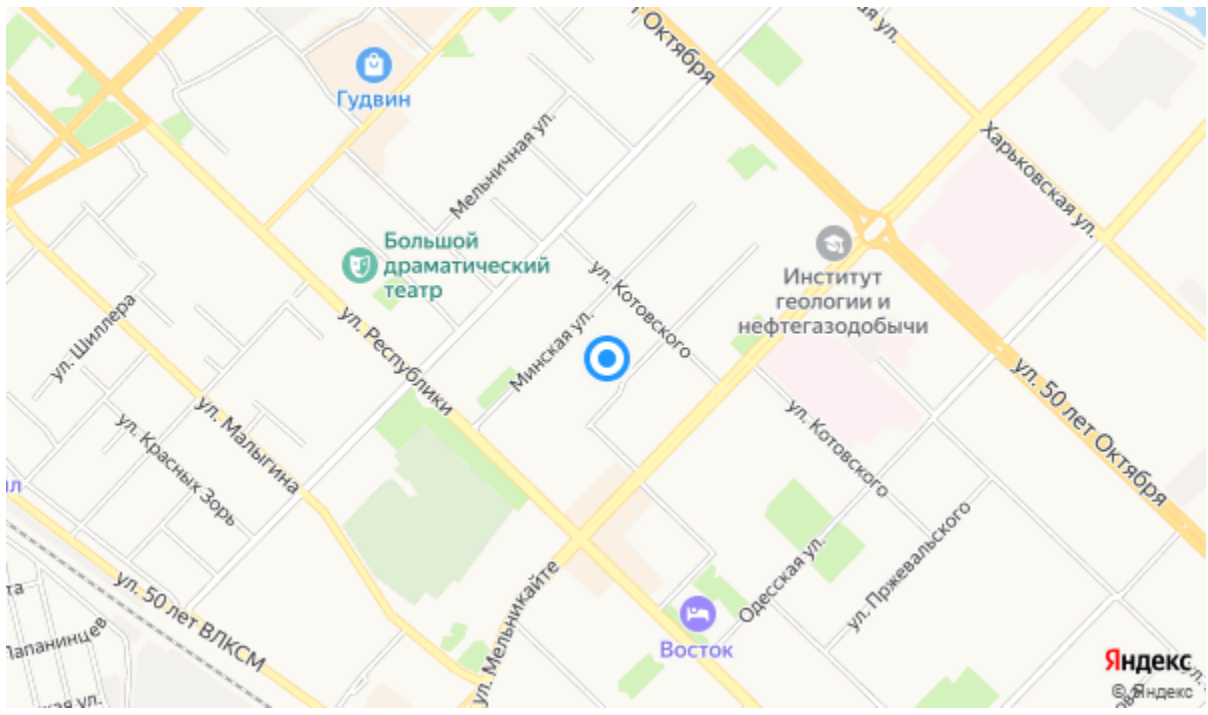 т Октября
ая ул.
Гудвин
Мельничная ул.
Харьковская ул.
Большой
драматический
театр
ул. Котовского
Институт
геологии и
нефтегазодобычи
ул. Шиллера
ул. Республики
Минская ул.
ул. 50 лет Октября
ул. Малыгина
ул. Красных Зорь
ул. Котовского
ул. Пржевальского
Одесская ул.
ул. Мельникайте
ул. 50 лет ВЛКСМ
Папанинцев
Восток
Яндекс
© Яндекс